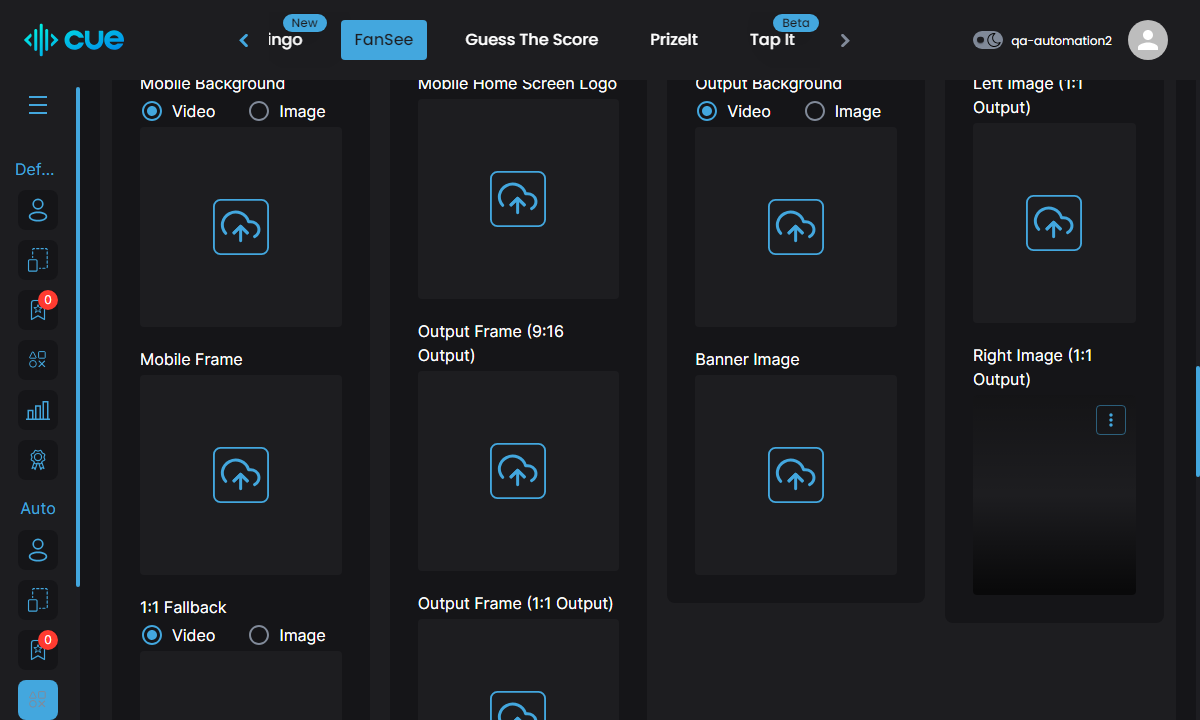 cue
ingo
New
FanSee
Guess The Score
PrizeIt
Tap It
Beta
qa-automation2
Def...
0
Auto
0
Mobile Background
Video
Image
Mobile Frame
1:1 Fallback
Video
Image
Mobile Home Screen Logo
Output Frame (9:16
Output)
Output Frame (1:1 Output)
Output Background
Video
Image
Banner Image
Left Image (1:1
Output)
Right Image (1:1
Output)